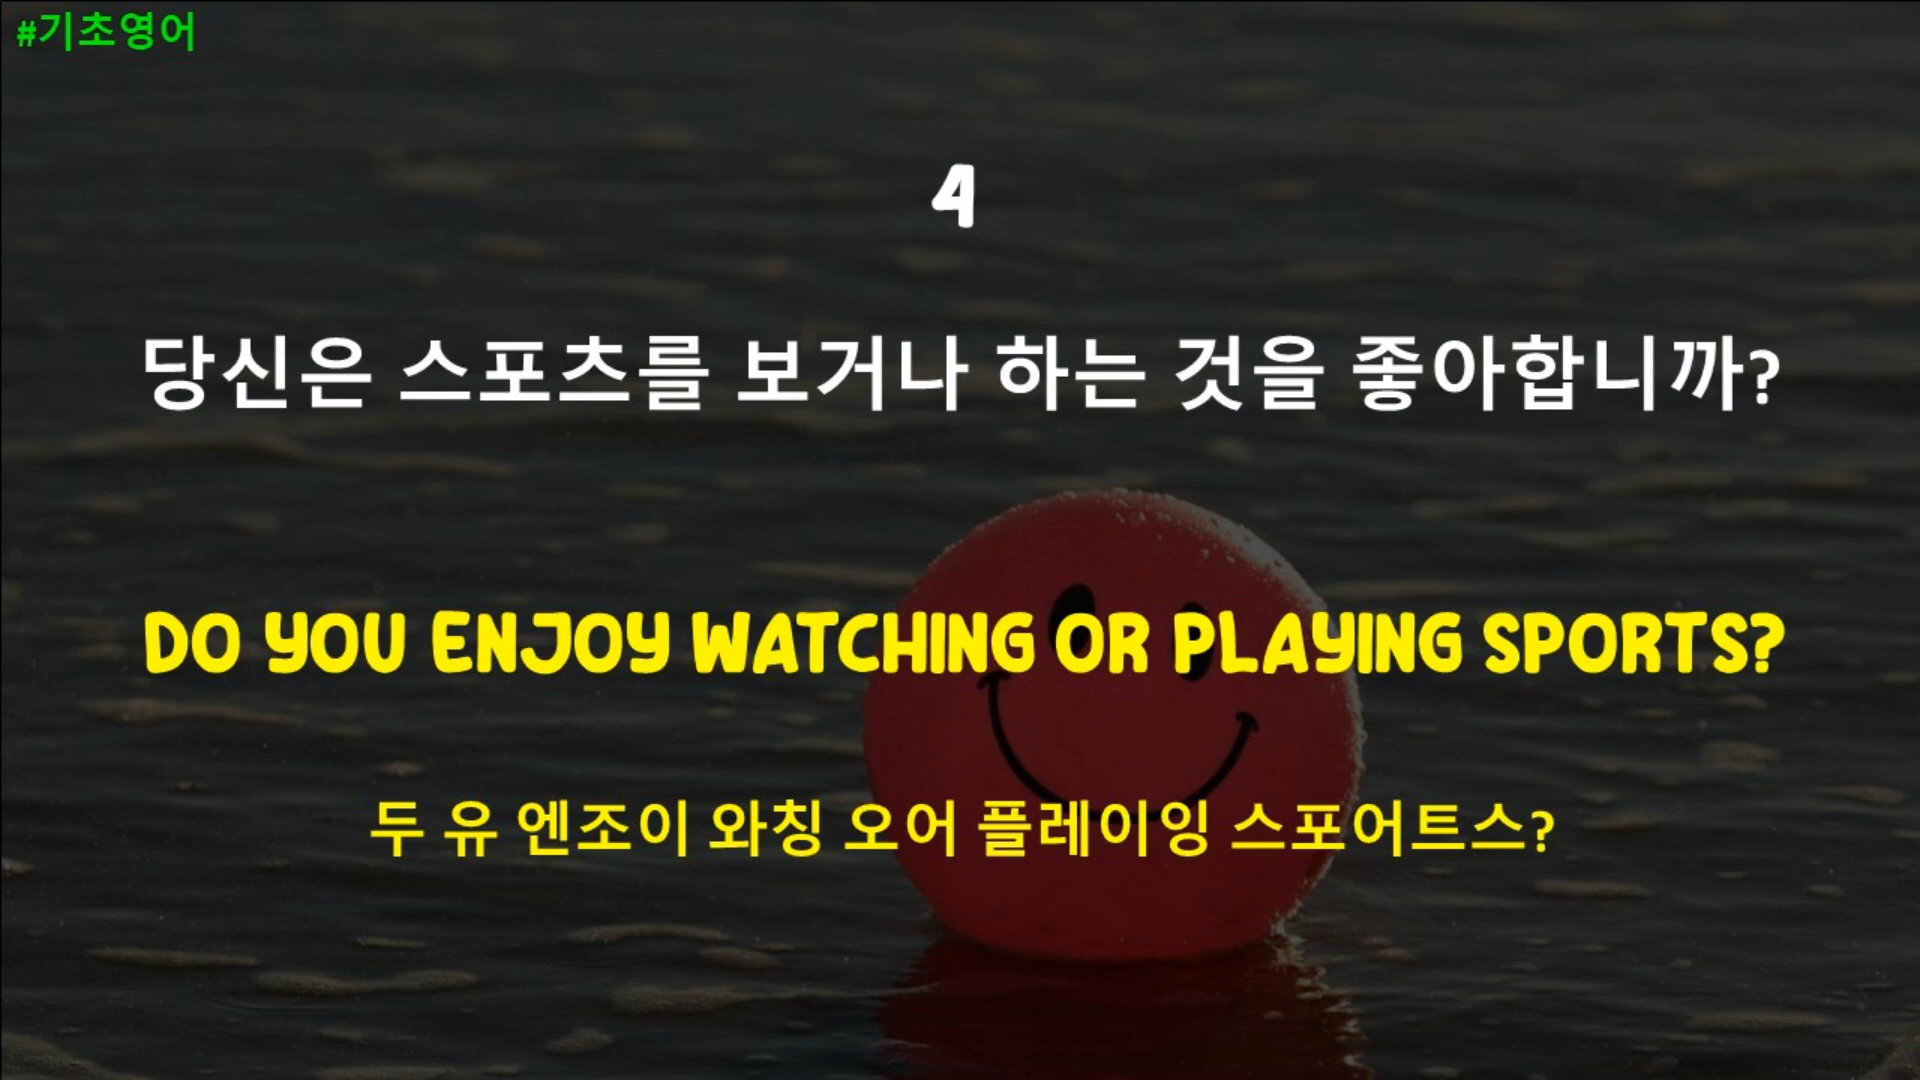 #기초영어
4
당신은 스포츠를 보거나 하는 것을 좋아합니까?
DO YOU ENJOY WATCHING OR PLAYING SPORTS?
두 유 엔조이 와칭 오어 플레이잉 스포어트스?